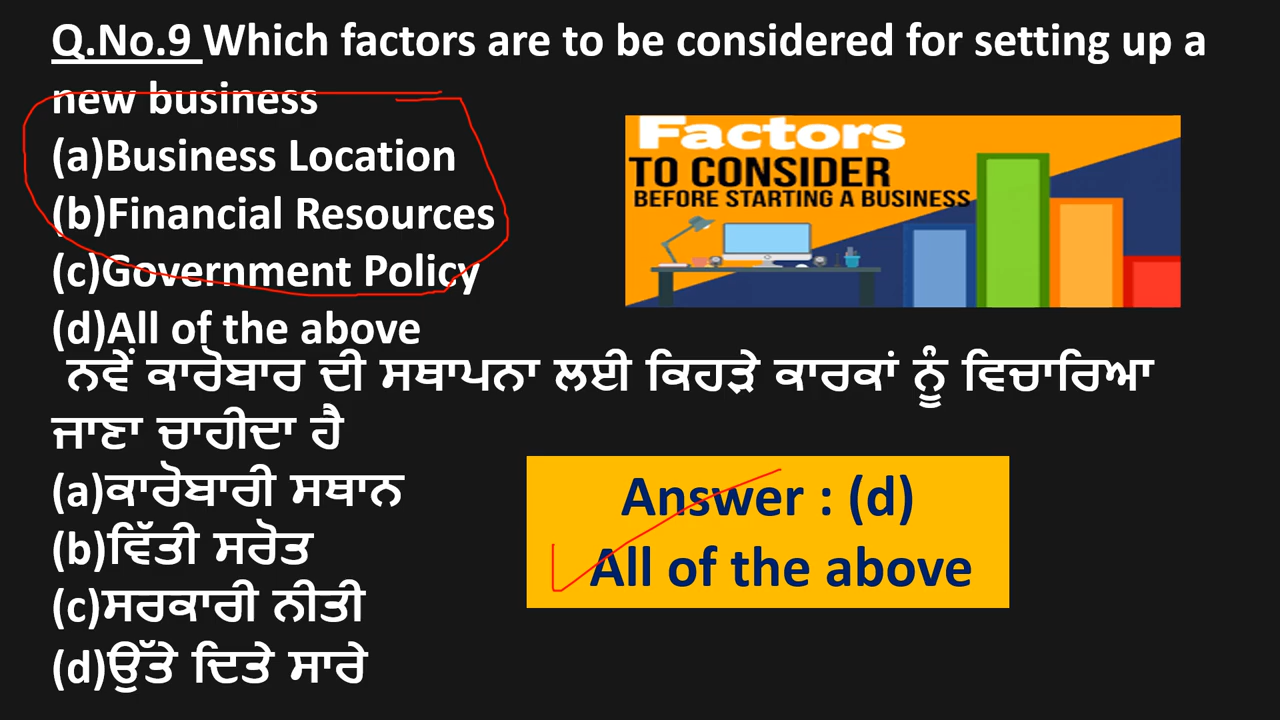 Q.No.9 Which factors are to be considered for setting up a
new business
(a)Business Location
(b)Financial Resources
(c)Government Policy
(d)All of the above
ਨਵੇਂ ਕਾਰੋਬਾਰ ਦੀ ਸਥਾਪਨਾ ਲਈ ਕਿਹੜੇ ਕਾਰਕਾਂ ਨੂੰ ਵਿਚਾਰਿਆ
ਜਾਣਾ ਚਾਹੀਦਾ ਹੈ
(a)ਕਾਰੋਬਾਰੀ ਸਥਾਨ
(b)ਵਿੱਤੀ ਸਰੋਤ
(c)ਸਰਕਾਰੀ ਨੀਤੀ
(d)ਉੱਤੇ ਦਿਤੇ ਸਾਰੇ
Factors
TO CONSIDER
BEFORE STARTING A BUSINESS
Answer : (d)
All of the above